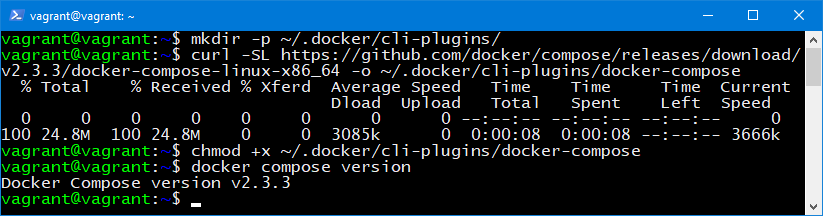 vagrant@vagrant: ~
vagrant@vagrant:~$ mkdir -p ~/.docker/cli-plugins/
vagrant@vagrant:~$ curl -SL https://github.com/docker/compose/releases/download/
v2.3.3/docker-compose-linux-x86_64 -o ~/.docker/cli-plugins/docker-compose
  % Total    % Received % Xferd  Average Speed   Time    Time     Time  Current
                                 Dload  Upload   Total   Spent    Left  Speed
  0     0    0     0    0     0      0      0 --:--:-- --:--:-- --:--:--     0
100 24.8M  100 24.8M    0     0  3085k      0  0:00:08  0:00:08 --:--:-- 3666k
vagrant@vagrant:~$ chmod +x ~/.docker/cli-plugins/docker-compose
vagrant@vagrant:~$ docker compose version
Docker Compose version v2.3.3
vagrant@vagrant:~$